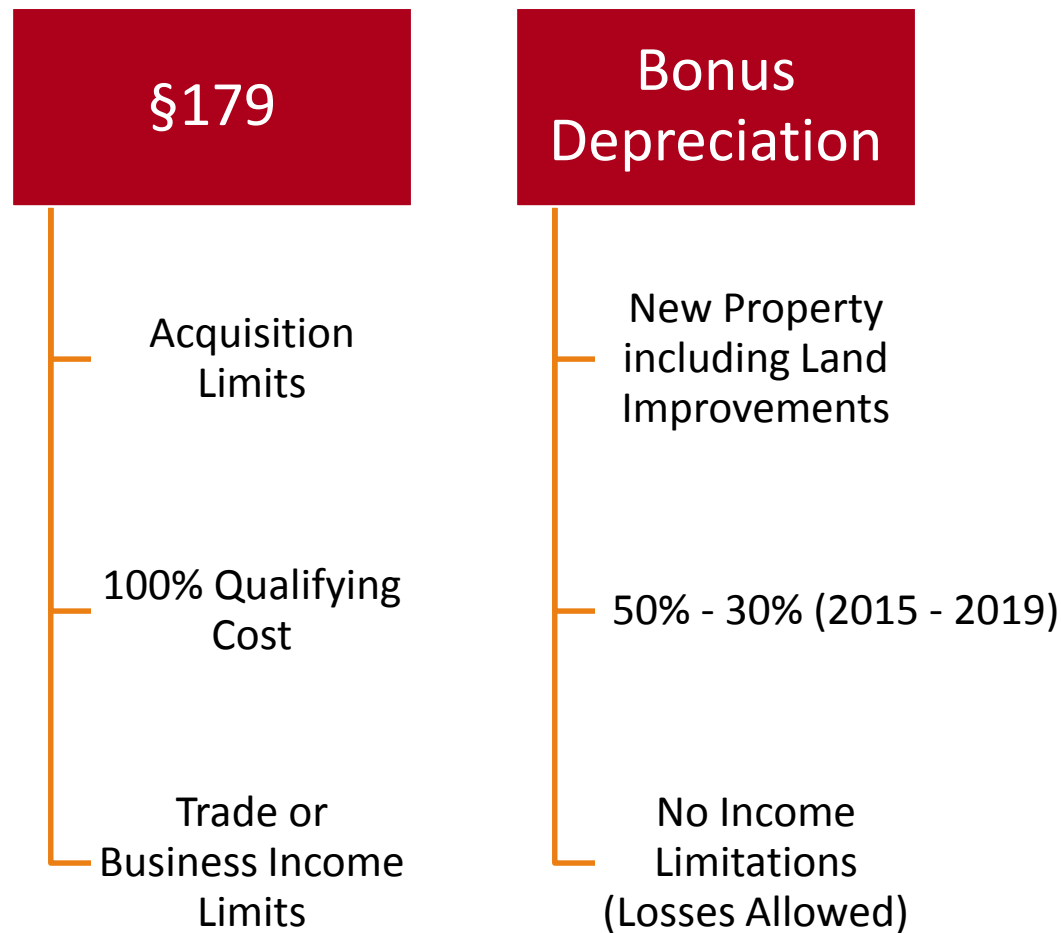 §179
Acquisition
Limits
100% Qualifying
Cost
Trade or
Business Income
Limits
Bonus
Depreciation
New Property
including Land
Improvements
50% - 30% (2015 - 2019)
No Income
Limitations
(Losses Allowed)